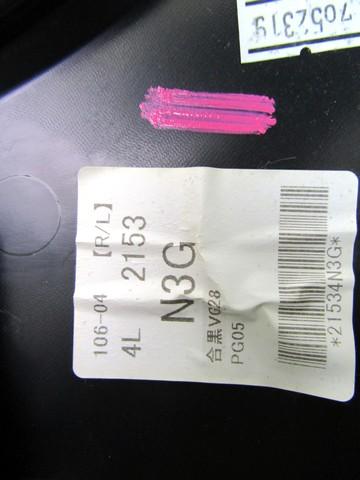 7052319
106-04 【R/L】
4L 2153
N3G
合黒VG28
PG05
*21534N3G*